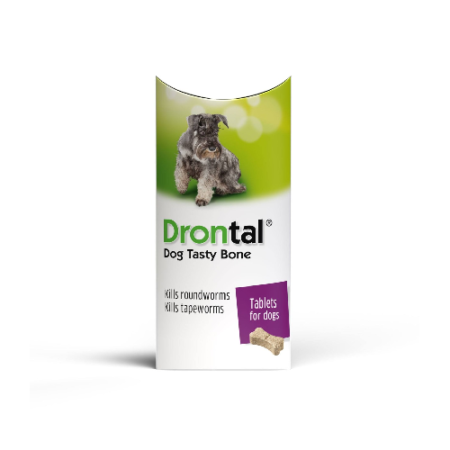 Drontal®
Dog Tasty Bone
Kills roundworms
Kills tapeworms
Tablets
for dogs